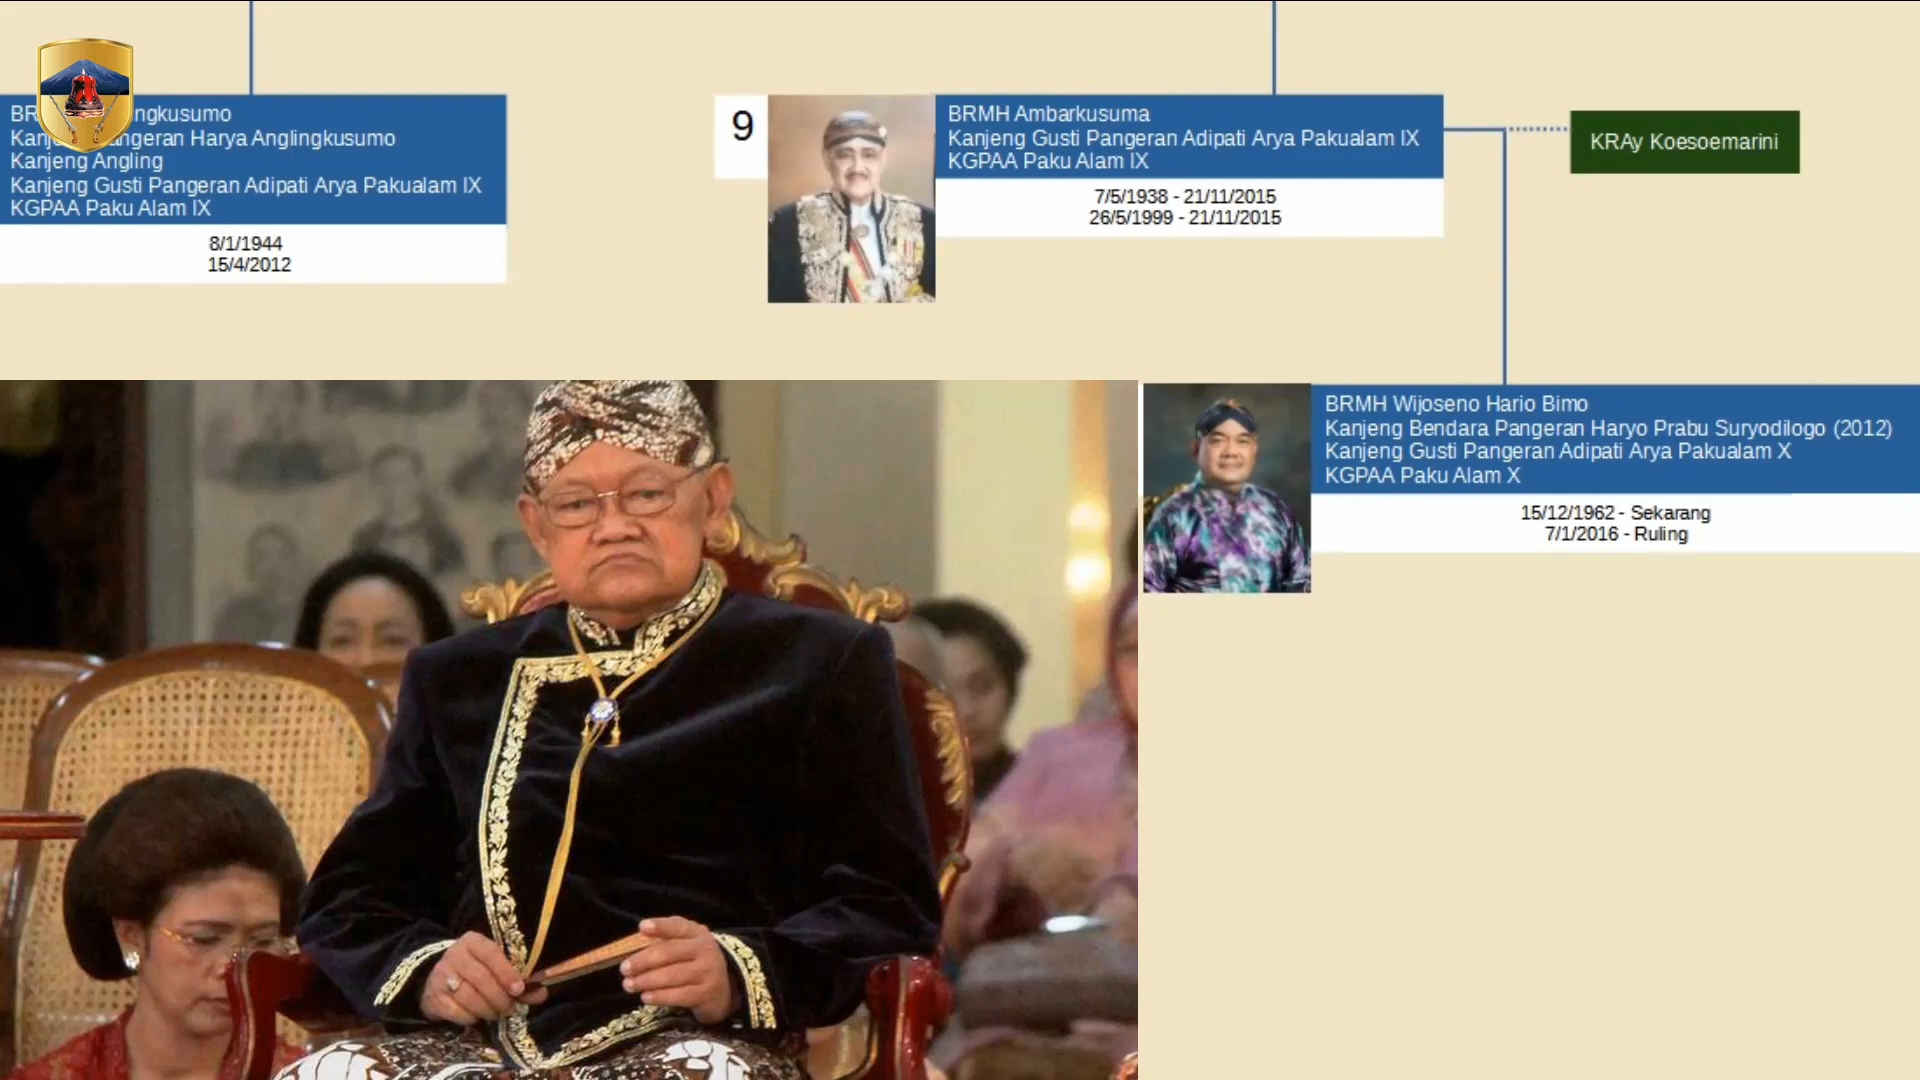 BR ngkusumo
Kanj angeran Harya Anglingkusumo
Kanjeng Angling
Kanjeng Gusti Pangeran Adipati Arya Pakualam IX
KGPAA Paku Alam IX
8/1/1944
15/4/2012
9
BRMH Ambarkusuma
Kanjeng Gusti Pangeran Adipati Arya Pakualam IX
KGPAA Paku Alam IX
7/5/1938 - 21/11/2015
26/5/1999 - 21/11/2015
KRAy Koesoemarini
BRMH Wijoseno Hario Bimo
Kanjeng Bendara Pangeran Haryo Prabu Suryodilogo (2012)
Kanjeng Gusti Pangeran Adipati Arya Pakualam X
KGPAA Paku Alam X
15/12/1962 - Sekarang
7/1/2016 - Ruling